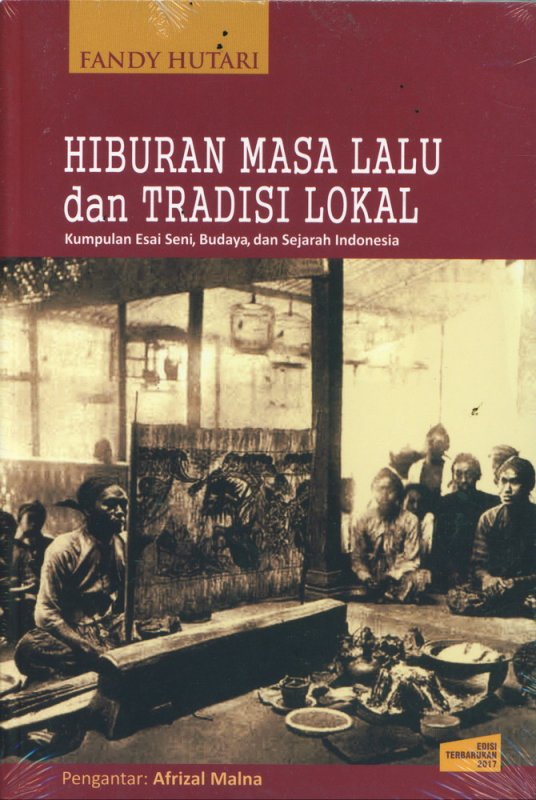 FANDY HUTARI
HIBURAN MASA LALU
dan TRADISI LOKAL
Kumpulan Esai Seni, Budaya, dan Sejarah Indonesia
EDISI
TERBARUKAN
2017
Pengantar: Afrizal Malna